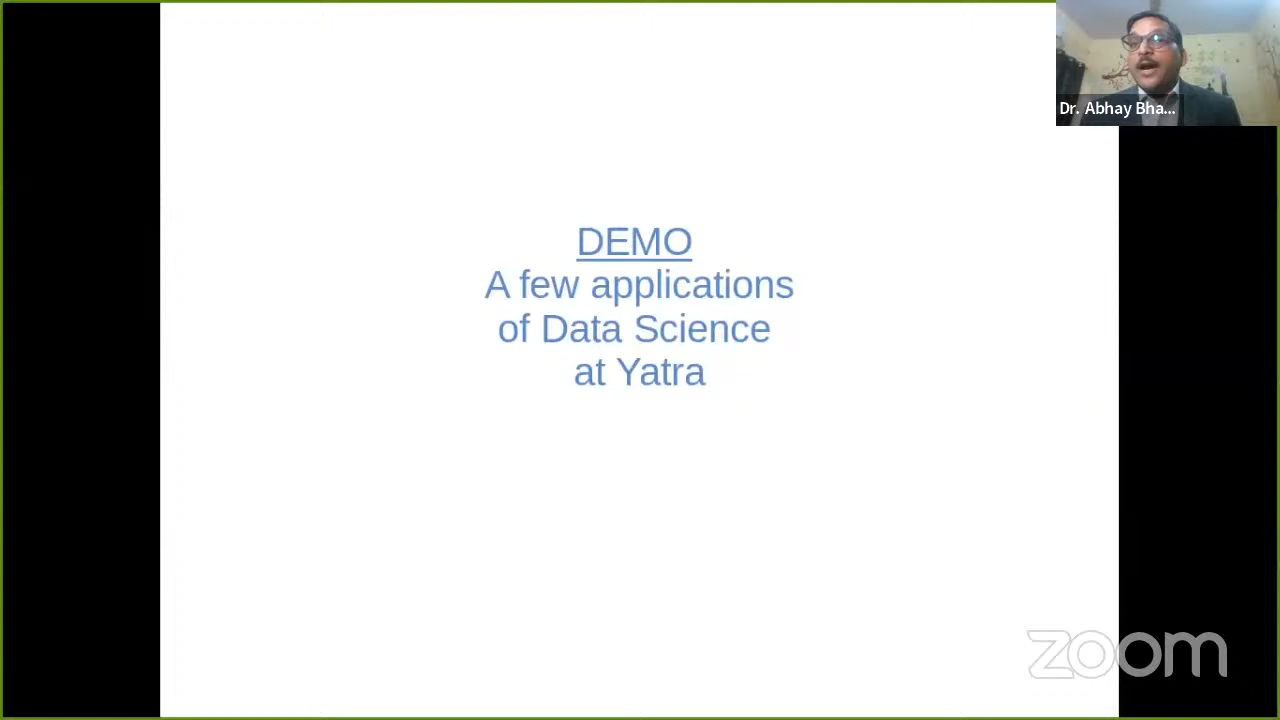 Dr. Abhay Bha...
DEMO
A few applications
of Data Science
at Yatra
zoom